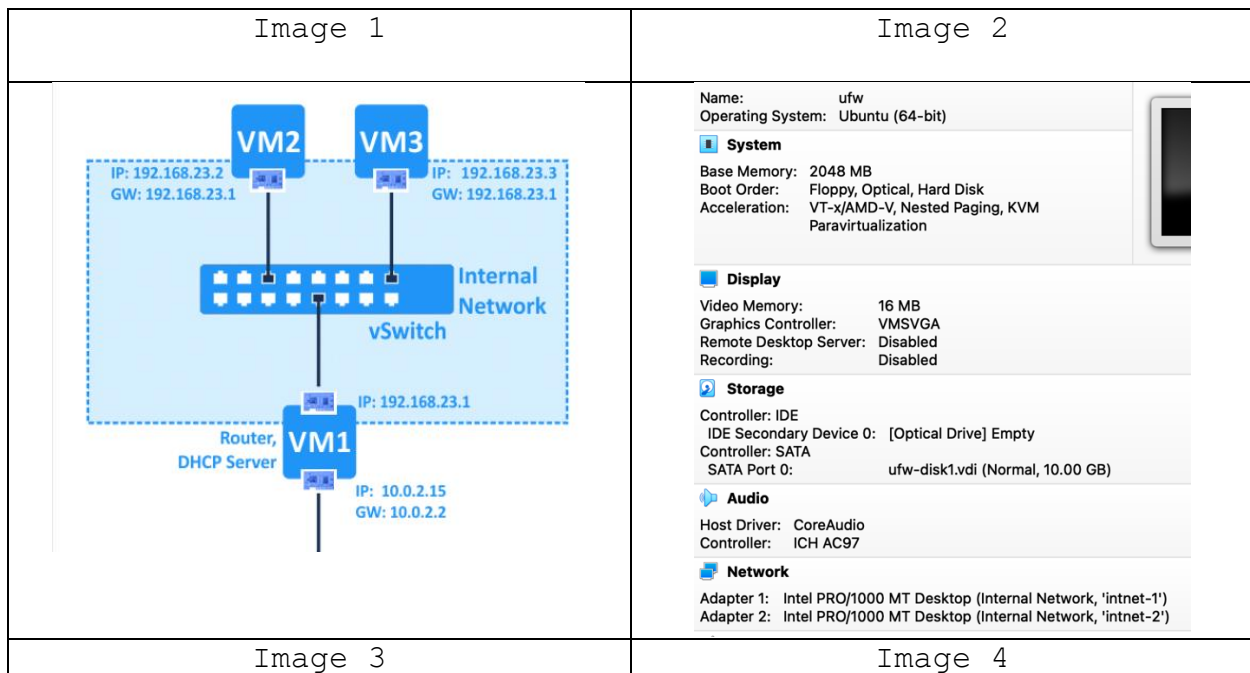 Image 1
Image 2
VM2
VM3
IP: 192.168.23.2
GW: 192.168.23.1
IP: 192.168.23.3
GW: 192.168.23.1
Internal
Network
vSwitch
IP: 192.168.23.1
Router,
DHCP Server
VM1
IP: 10.0.2.15
GW: 10.0.2.2
Name: ufw
Operating System: Ubuntu (64-bit)
System
Base Memory: 2048 MB
Boot Order: Floppy, Optical, Hard Disk
Acceleration: VT-x/AMD-V, Nested Paging, KVM
Paravirtualization
Display
Video Memory: 16 MB
Graphics Controller: VMSVGA
Remote Desktop Server: Disabled
Recording: Disabled
Storage
Controller: IDE
IDE Secondary Device 0: [Optical Drive] Empty
Controller: SATA
SATA Port 0: ufw-disk1.vdi (Normal, 10.00 GB)
Audio
Host Driver: CoreAudio
Controller: ICH AC97
Network
Adapter 1: Intel PRO/1000 MT Desktop (Internal Network, 'intnet-1')
Adapter 2: Intel PRO/1000 MT Desktop (Internal Network, 'intnet-2')
Image 3
Image 4